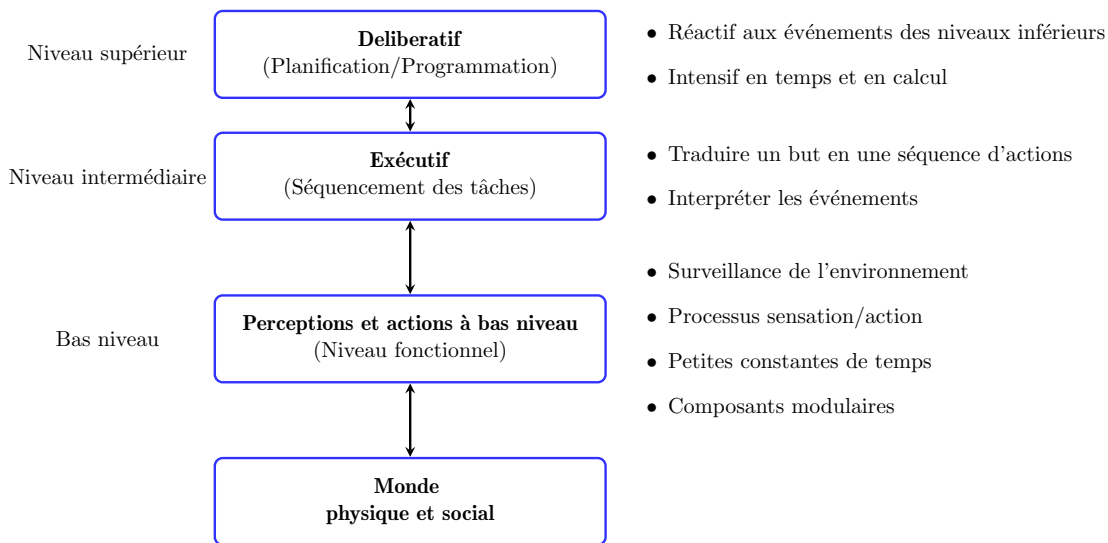 Niveau supérieur
Deliberatif
(Planification/Programmation)
• Réactif aux événements des niveaux inférieurs
• Intensif en temps et en calcul
Niveau intermédiaire
Exécutif
(Séquencement des tâches)
• Traduire un but en une séquence d'actions
• Interpréter les événements
Bas niveau
Perceptions et actions à bas niveau
(Niveau fonctionnel)
• Surveillance de l'environnement
• Processus sensation/action
• Petites constantes de temps
• Composants modulaires
Monde
physique et social